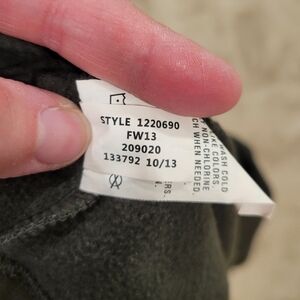 STYLE 1220690
FW13
209020
133792 10/13
WASH COLD
LIKE COLORS.
NON-CHLORINE
WHEN NEEDED.